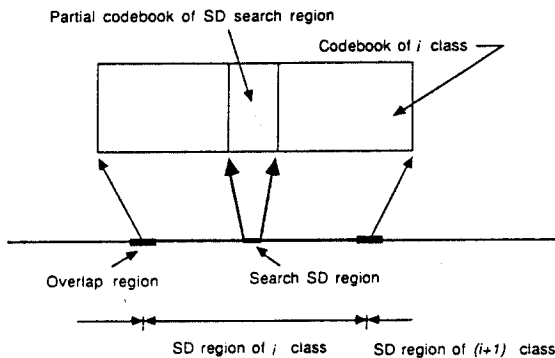 Partial codebook of SD search region
Codebook of i class
Overlap region
Search SD region
SD region of i class
SD region of (i+1) class